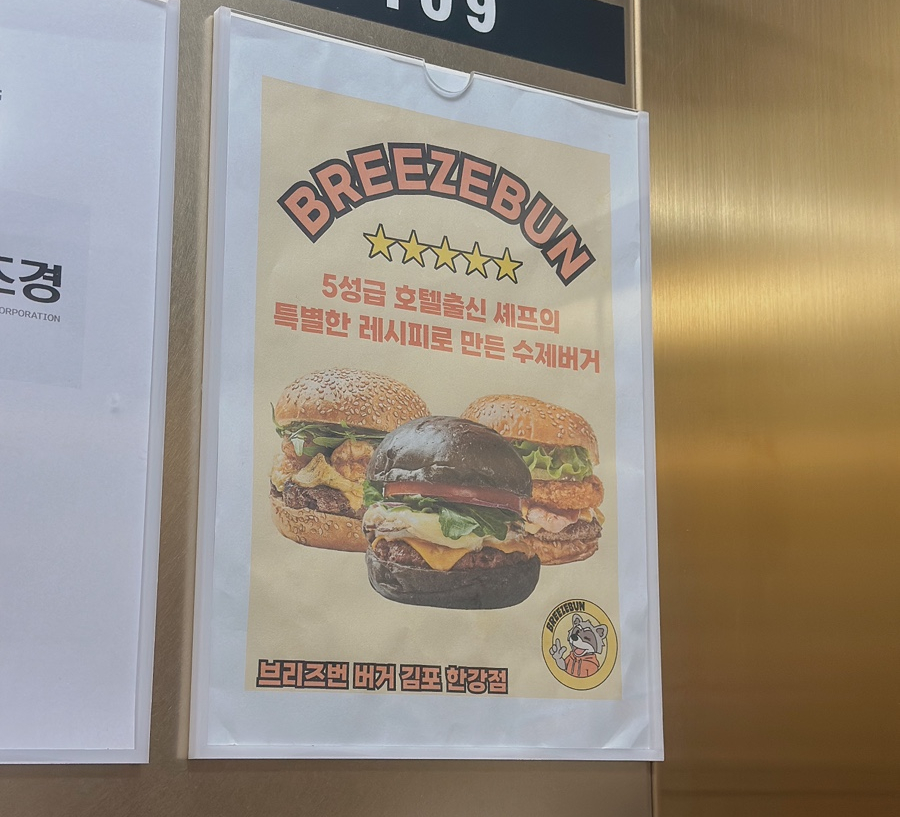 109
즈경
ORPORATION
BREEZEBUN
5성급 호텔출신 셰프의
특별한 레시피로 만든 수제버거
BREEZEBUN
브리즈번 버거 김포 한강점